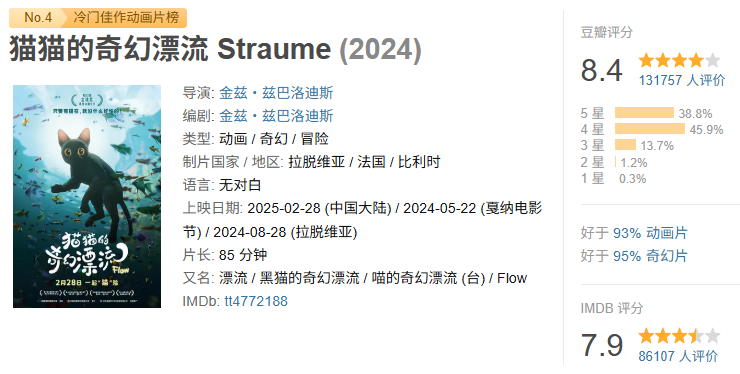 No.4 冷门佳作动画片榜
猫猫的奇幻漂流 Straume (2024)
猫猫的
奇幻漂流
Flow
2月28日 一起“猫”险
导演: 金兹·兹巴洛迪斯
编剧: 金兹·兹巴洛迪斯
类型: 动画 / 奇幻 / 冒险
制片国家 / 地区: 拉脱维亚 / 法国 / 比利时
语言: 无对白
上映日期: 2025-02-28 (中国大陆) / 2024-05-22 (戛纳电影
节) / 2024-08-28 (拉脱维亚)
片长: 85 分钟
又名: 漂流 / 黑猫的奇幻漂流 / 喵的奇幻漂流 (台) / Flow
IMDb: tt4772188
豆瓣评分
8.4
131757 人评价
5 星 38.8%
4 星 45.9%
3 星 13.7%
2 星 1.2%
1 星 0.3%
好于 93% 动画片
好于 95% 奇幻片
IMDB 评分
7.9
86107 人评价